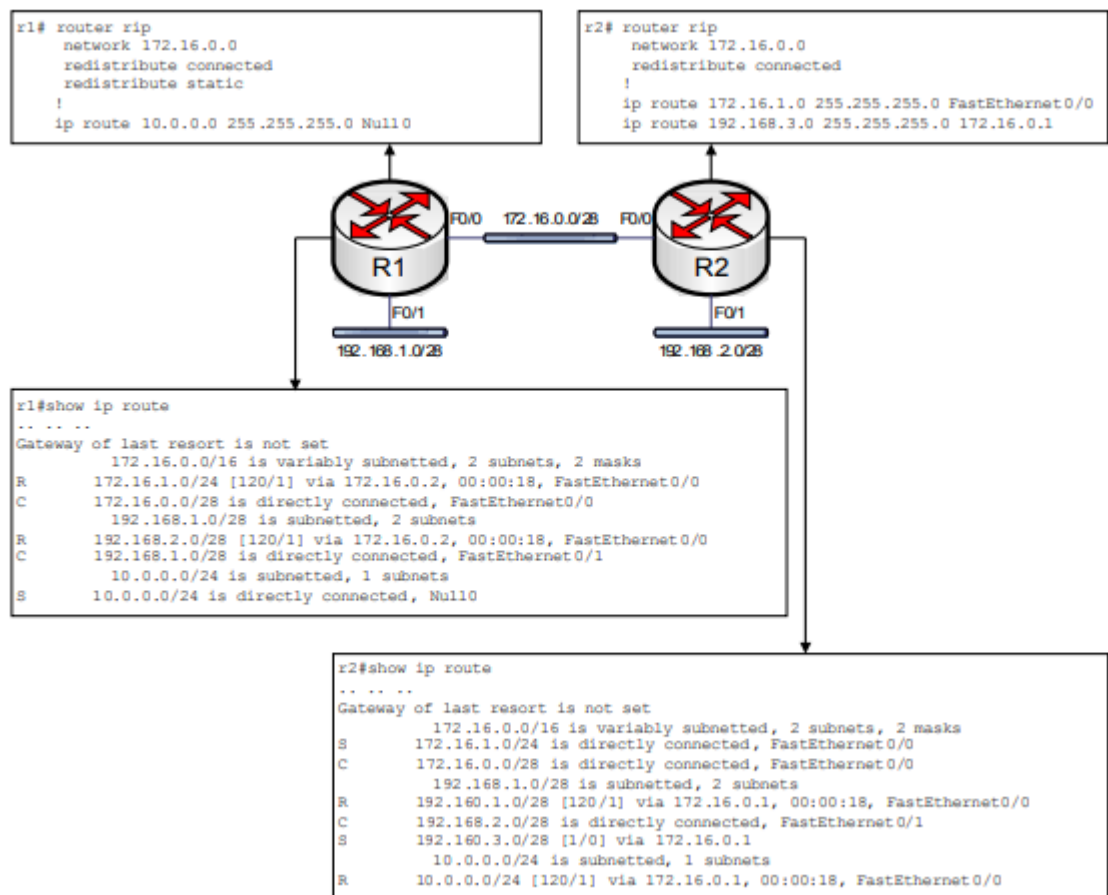 r1# router rip
network 172.16.0.0
redistribute connected
redistribute static
!
ip route 10.0.0.0 255.255.255.0 Null0
r2# router rip
network 172.16.0.0
redistribute connected
!
ip route 172.16.1.0 255.255.255.0 FastEthernet0/0
ip route 192.168.3.0 255.255.255.0 172.16.0.1
F0/0 172.16.0.0/28 F0/0
R1
R2
F0/1
F0/1
192.168.1.0/28
192.168.2.0/28
r1#show ip route
.. .. ..
Gateway of last resort is not set
172.16.0.0/16 is variably subnetted, 2 subnets, 2 masks
R 172.16.1.0/24 [120/1] via 172.16.0.2, 00:00:18, FastEthernet0/0
C 172.16.0.0/28 is directly connected, FastEthernet0/0
192.168.1.0/28 is subnetted, 2 subnets
R 192.168.2.0/28 [120/1] via 172.16.0.2, 00:00:18, FastEthernet0/0
C 192.168.1.0/28 is directly connected, FastEthernet0/1
10.0.0.0/24 is subnetted, 1 subnets
S 10.0.0.0/24 is directly connected, Null0
r2#show ip route
.. .. ..
Gateway of last resort is not set
172.16.0.0/16 is variably subnetted, 2 subnets, 2 masks
S 172.16.1.0/24 is directly connected, FastEthernet0/0
C 172.16.0.0/28 is directly connected, FastEthernet0/0
192.168.1.0/28 is subnetted, 2 subnets
R 192.160.1.0/28 [120/1] via 172.16.0.1, 00:00:18, FastEthernet0/0
C 192.168.2.0/28 is directly connected, FastEthernet0/1
S 192.160.3.0/28 [1/0] via 172.16.0.1
10.0.0.0/24 is subnetted, 1 subnets
R 10.0.0.0/24 [120/1] via 172.16.0.1, 00:00:18, FastEthernet0/0